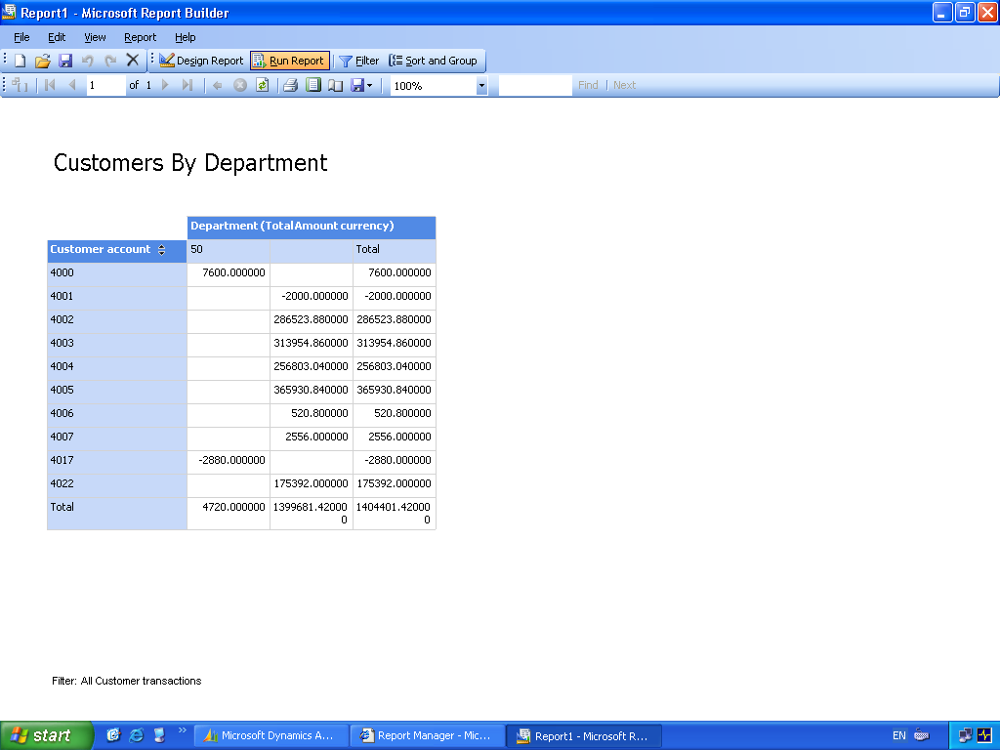 Report1 - Microsoft Report Builder
File Edit View Report Help
Design Report Run Report Filter Sort and Group
1 of 1 100% Find | Next
Customers By Department
Department (TotalAmount currency)
Customer account 50 Total
4000 7600.000000 7600.000000
4001 -2000.000000 -2000.000000
4002 286523.880000 286523.880000
4003 313954.860000 313954.860000
4004 256803.040000 256803.040000
4005 365930.840000 365930.840000
4006 520.800000 520.800000
4007 2556.000000 2556.000000
4017 -2880.000000 -2880.000000
4022 175392.000000 175392.000000
Total 4720.000000 1399681.42000 1404401.42000
0 0
Filter: All Customer transactions
start Microsoft Dynamics A... Report Manager - Mic... Report1 - Microsoft R... EN